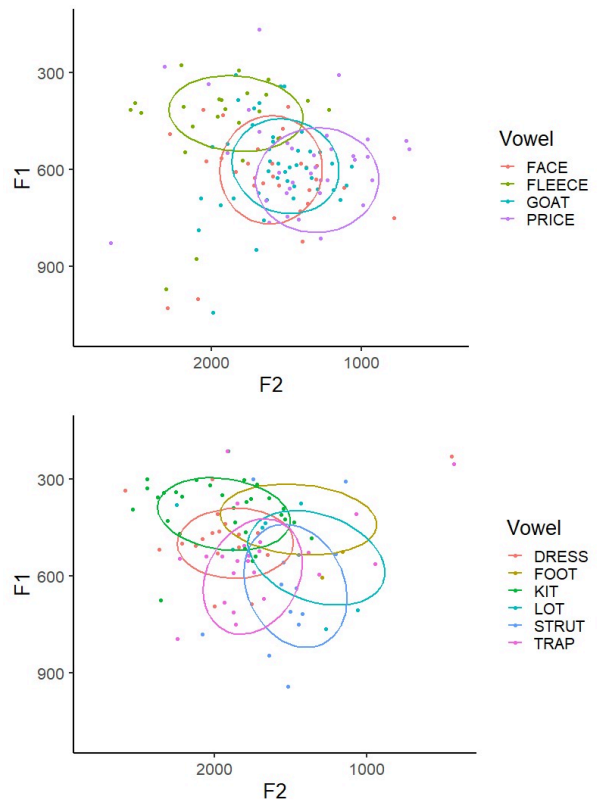 300
600
900
F1
2000 1000
F2
Vowel
FACE
FLEECE
GOAT
PRICE
300
600
900
F1
2000 1000
F2
Vowel
DRESS
FOOT
KIT
LOT
STRUT
TRAP